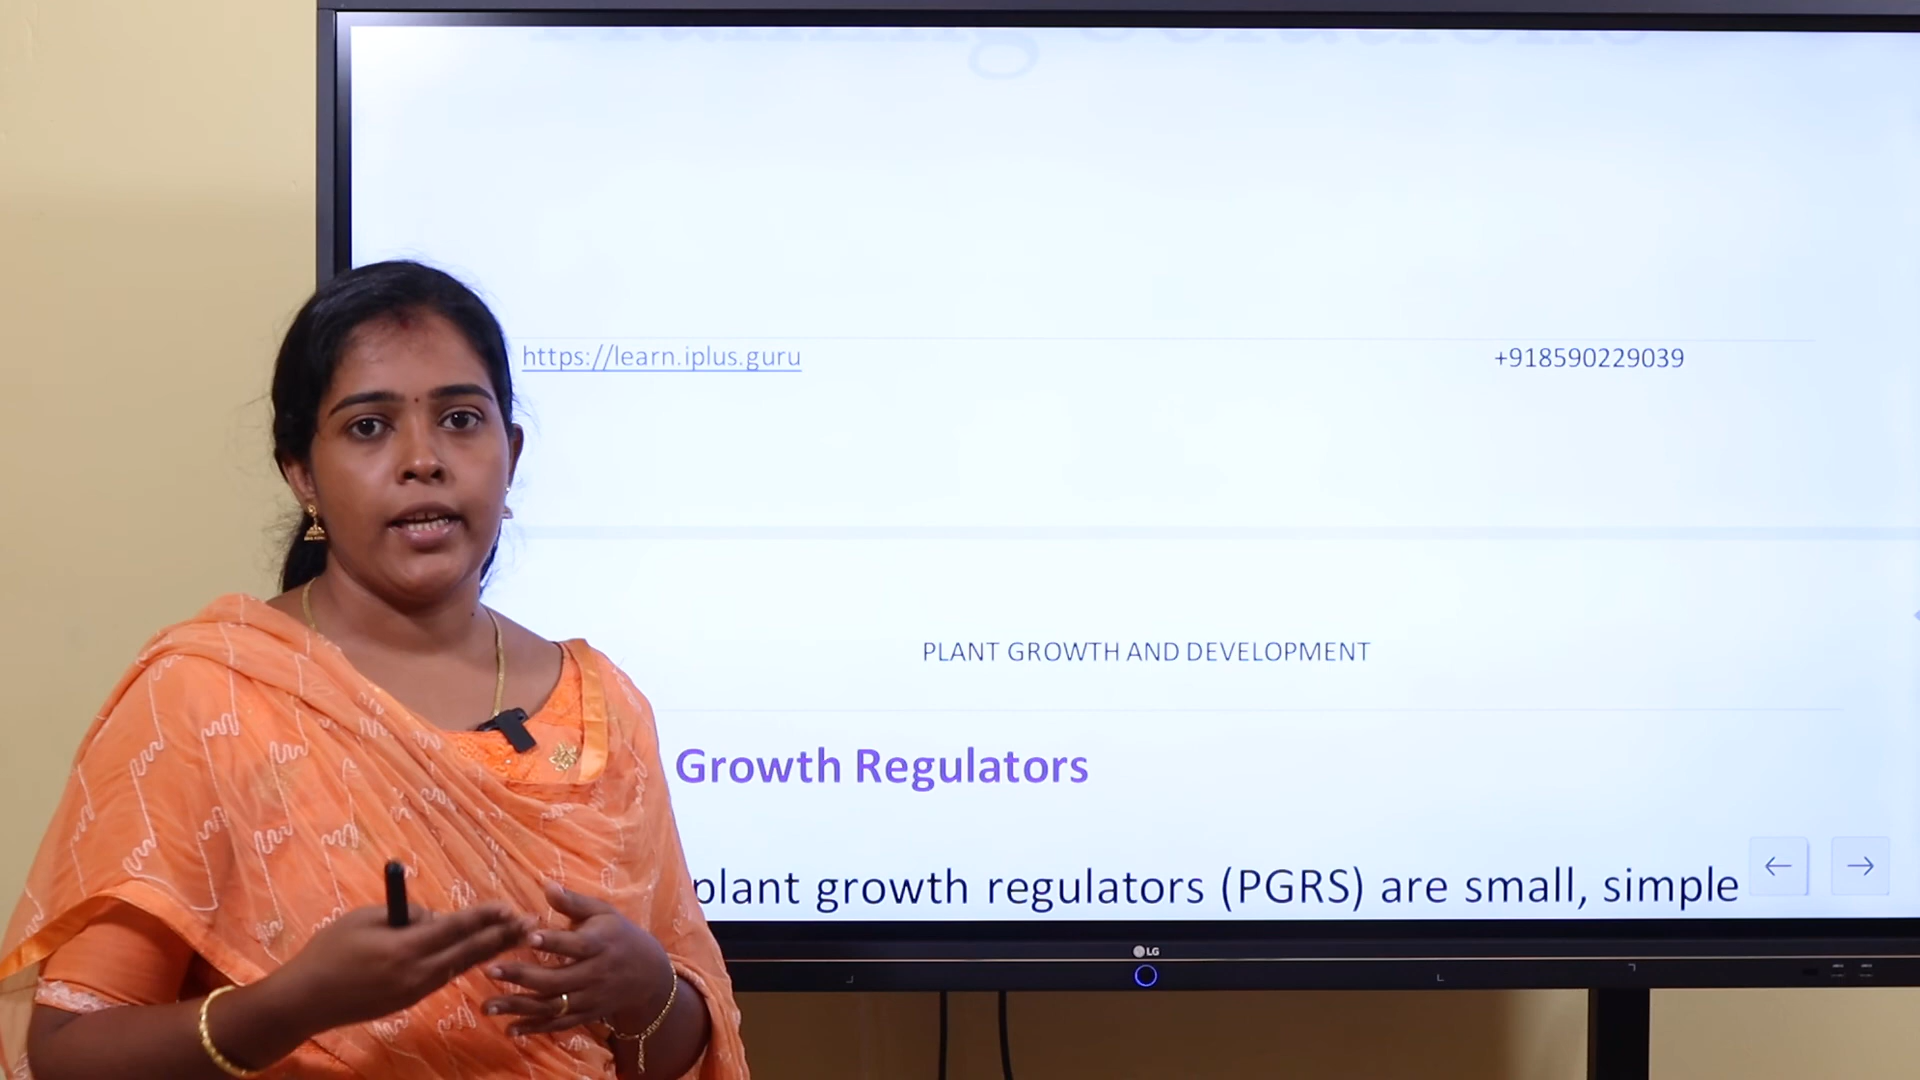 https://learn.iplus.guru
+918590229039
PLANT GROWTH AND DEVELOPMENT
Growth Regulators
plant growth regulators (PGRS) are small, simple
LG